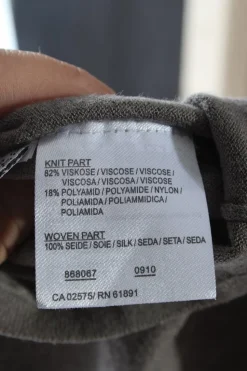 KNIT PART
82% VISKOSE / VISCOSE / VISCOSE /
VISCOSA / VISCOSA / VISCOSE
18% POLYAMID / POLYAMIDE / NYLON /
POLIAMIDA / POLIAMMIDICA /
POLIAMIDA
WOVEN PART
100% SEIDE / SOIE / SILK / SEDA / SETA / SEDA
868067 0910
CA 02575/ RN 61891